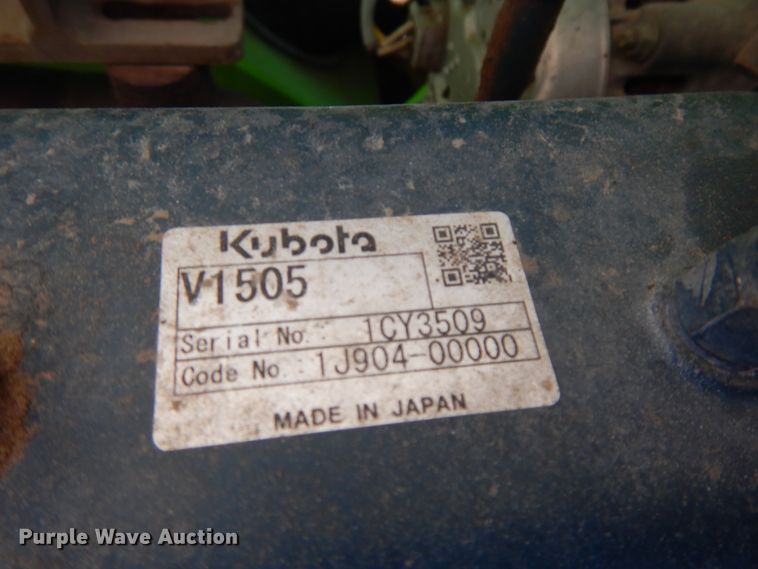 Kubota
V1505
Serial No. : 1CY3509
Code No. : 1J904-00000
MADE IN JAPAN
Purple Wave Auction